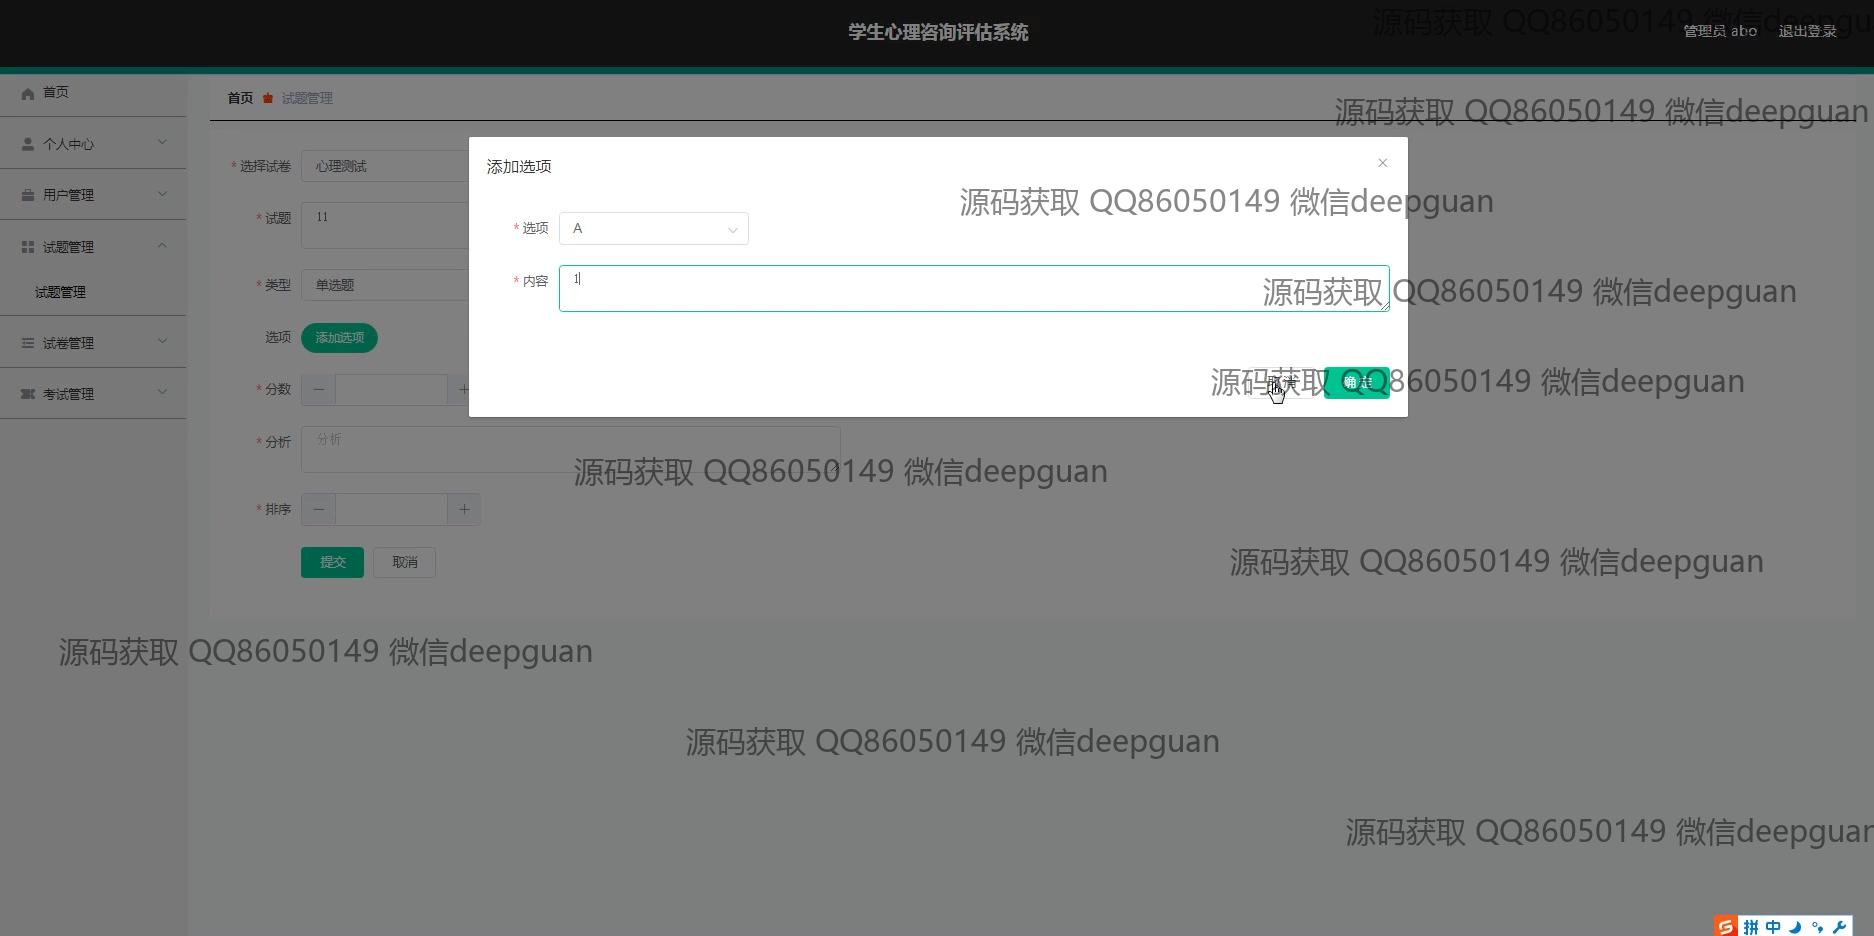 学生心理咨询评估系统
管理员 abo 退出登录
源码获取 QQ86050149 微信deepgu
首页
个人中心
用户管理
试题管理
试题管理
试卷管理
考试管理
首页 试题管理
源码获取 QQ86050149 微信deepguan
* 选择试卷 心理测试
* 试题 11
* 类型 单选题
选项 添加选项
* 分数
* 分析 分析
* 排序
提交 取消
添加选项
源码获取 QQ86050149 微信deepguan
* 选项 A
* 内容 1
源码获取 QQ86050149 微信deepguan
取消 确 定
源码获取 QQ86050149 微信deepguan
源码获取 QQ86050149 微信deepguan
源码获取 QQ86050149 微信deepguan
源码获取 QQ86050149 微信deepguan
源码获取 QQ86050149 微信deepguan
源码获取 QQ86050149 微信deepguan
拼 中